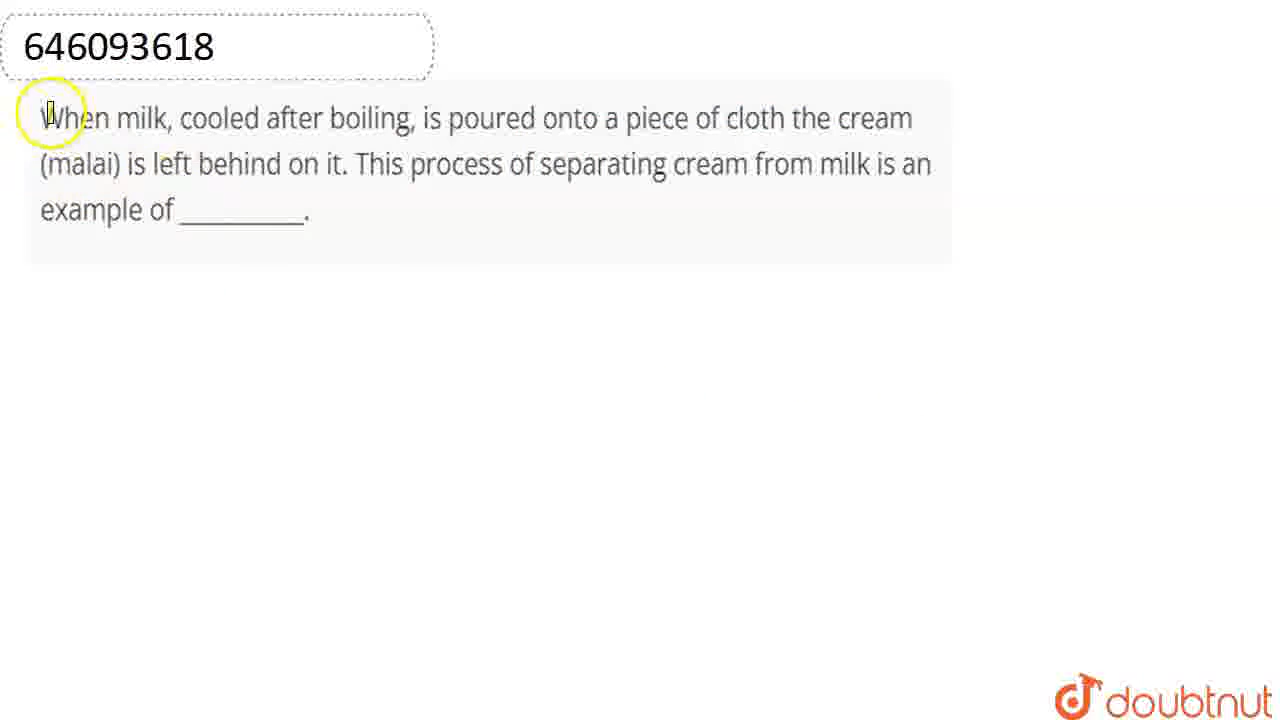 646093618
When milk, cooled after boiling, is poured onto a piece of cloth the cream
(malai) is left behind on it. This process of separating cream from milk is an
example of __________.
doubtnut